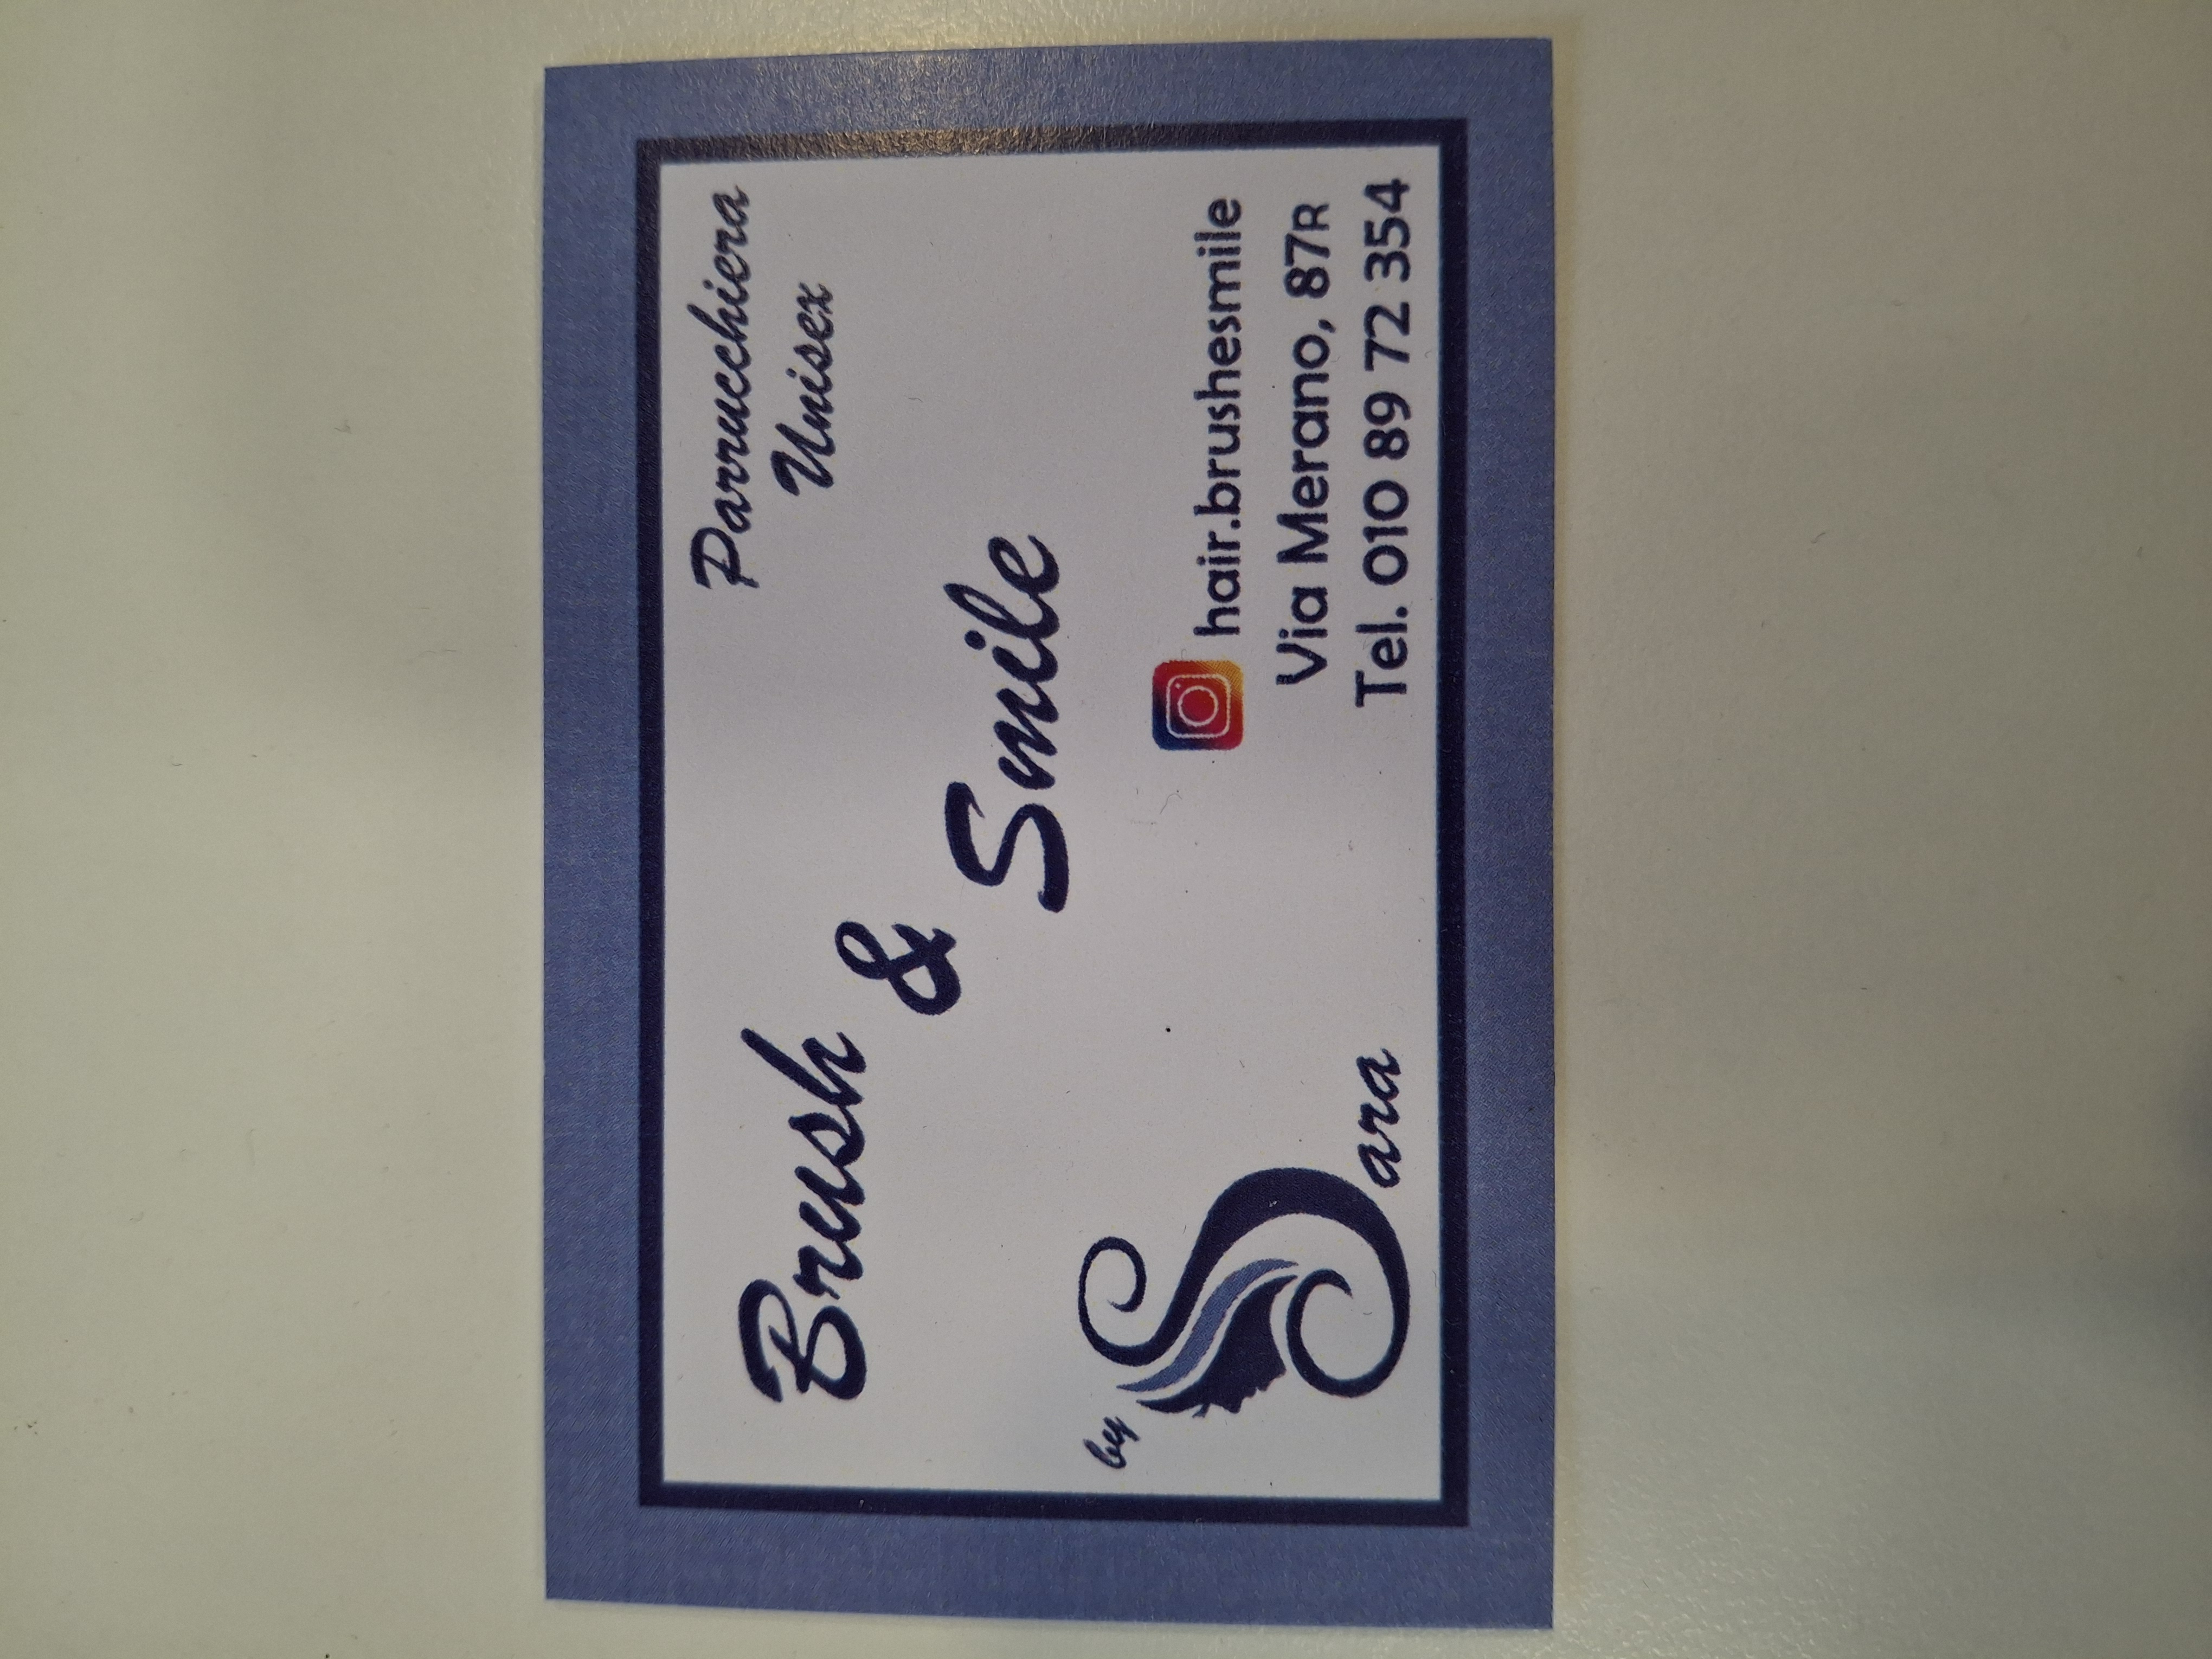 Parrucchiera
Unisex
Brush
&
Smile
by
Sara
hair.brushesmile
Via Merano, 87R
Tel. 010 89 72 354